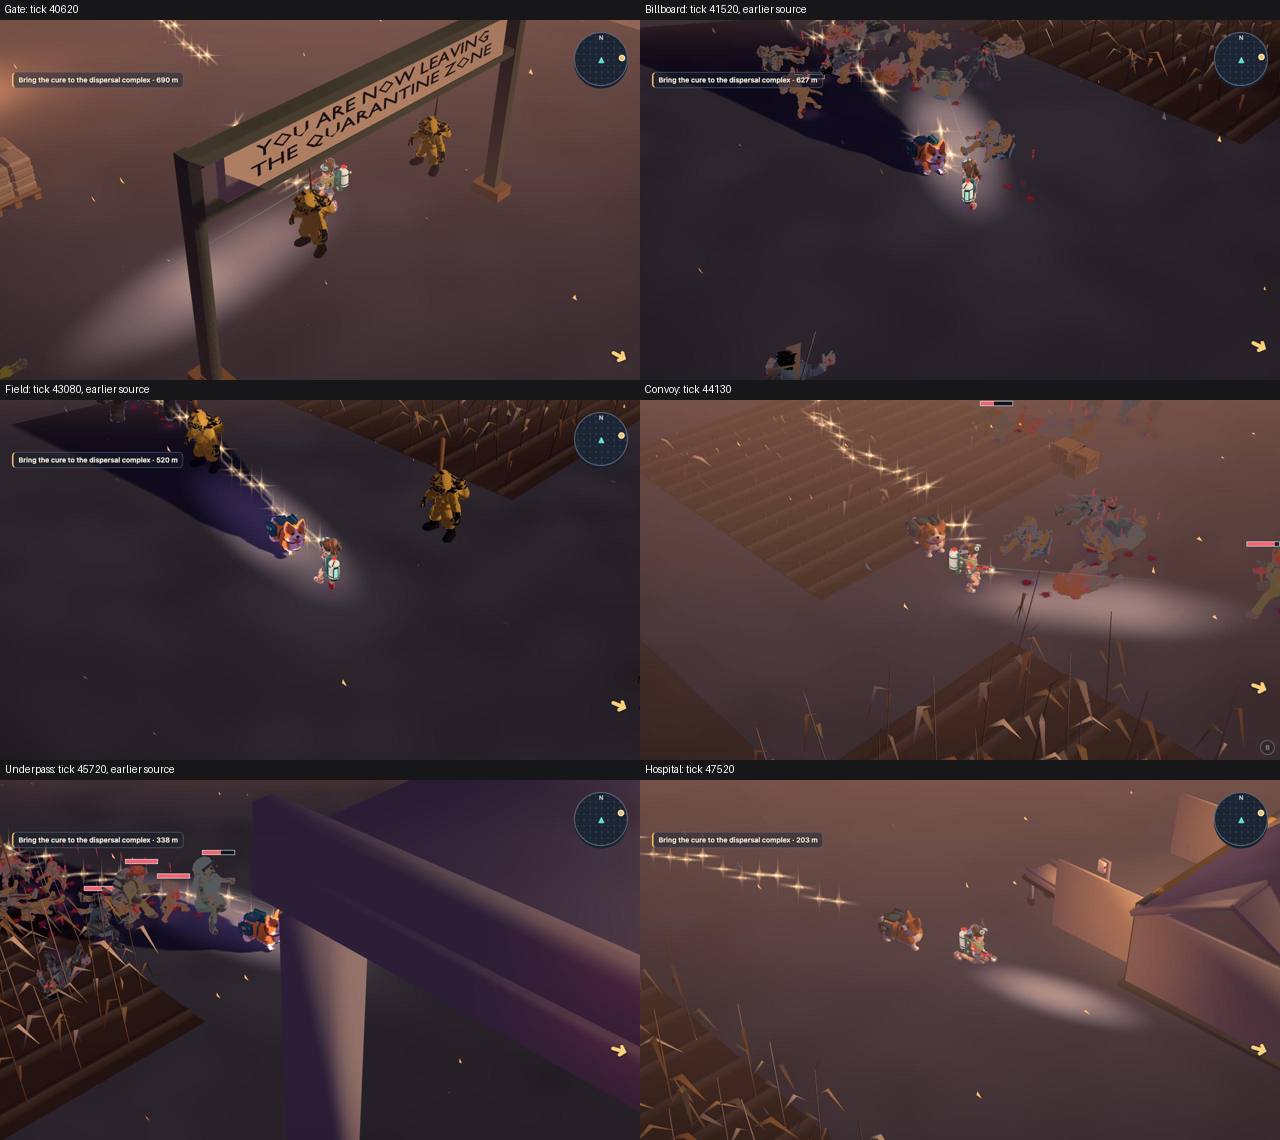 Gate: tick 40620
N
Bring the cure to the dispersal complex · 690 m
YOU ARE NOW LEAVING
THE QUARANTINE ZONE
Billboard: tick 41520, earlier source
N
Bring the cure to the dispersal complex · 627 m
Field: tick 43080, earlier source
N
Bring the cure to the dispersal complex · 520 m
Convoy: tick 44130
Underpass: tick 45720, earlier source
N
Bring the cure to the dispersal complex · 338 m
Hospital: tick 47520
N
Bring the cure to the dispersal complex · 203 m